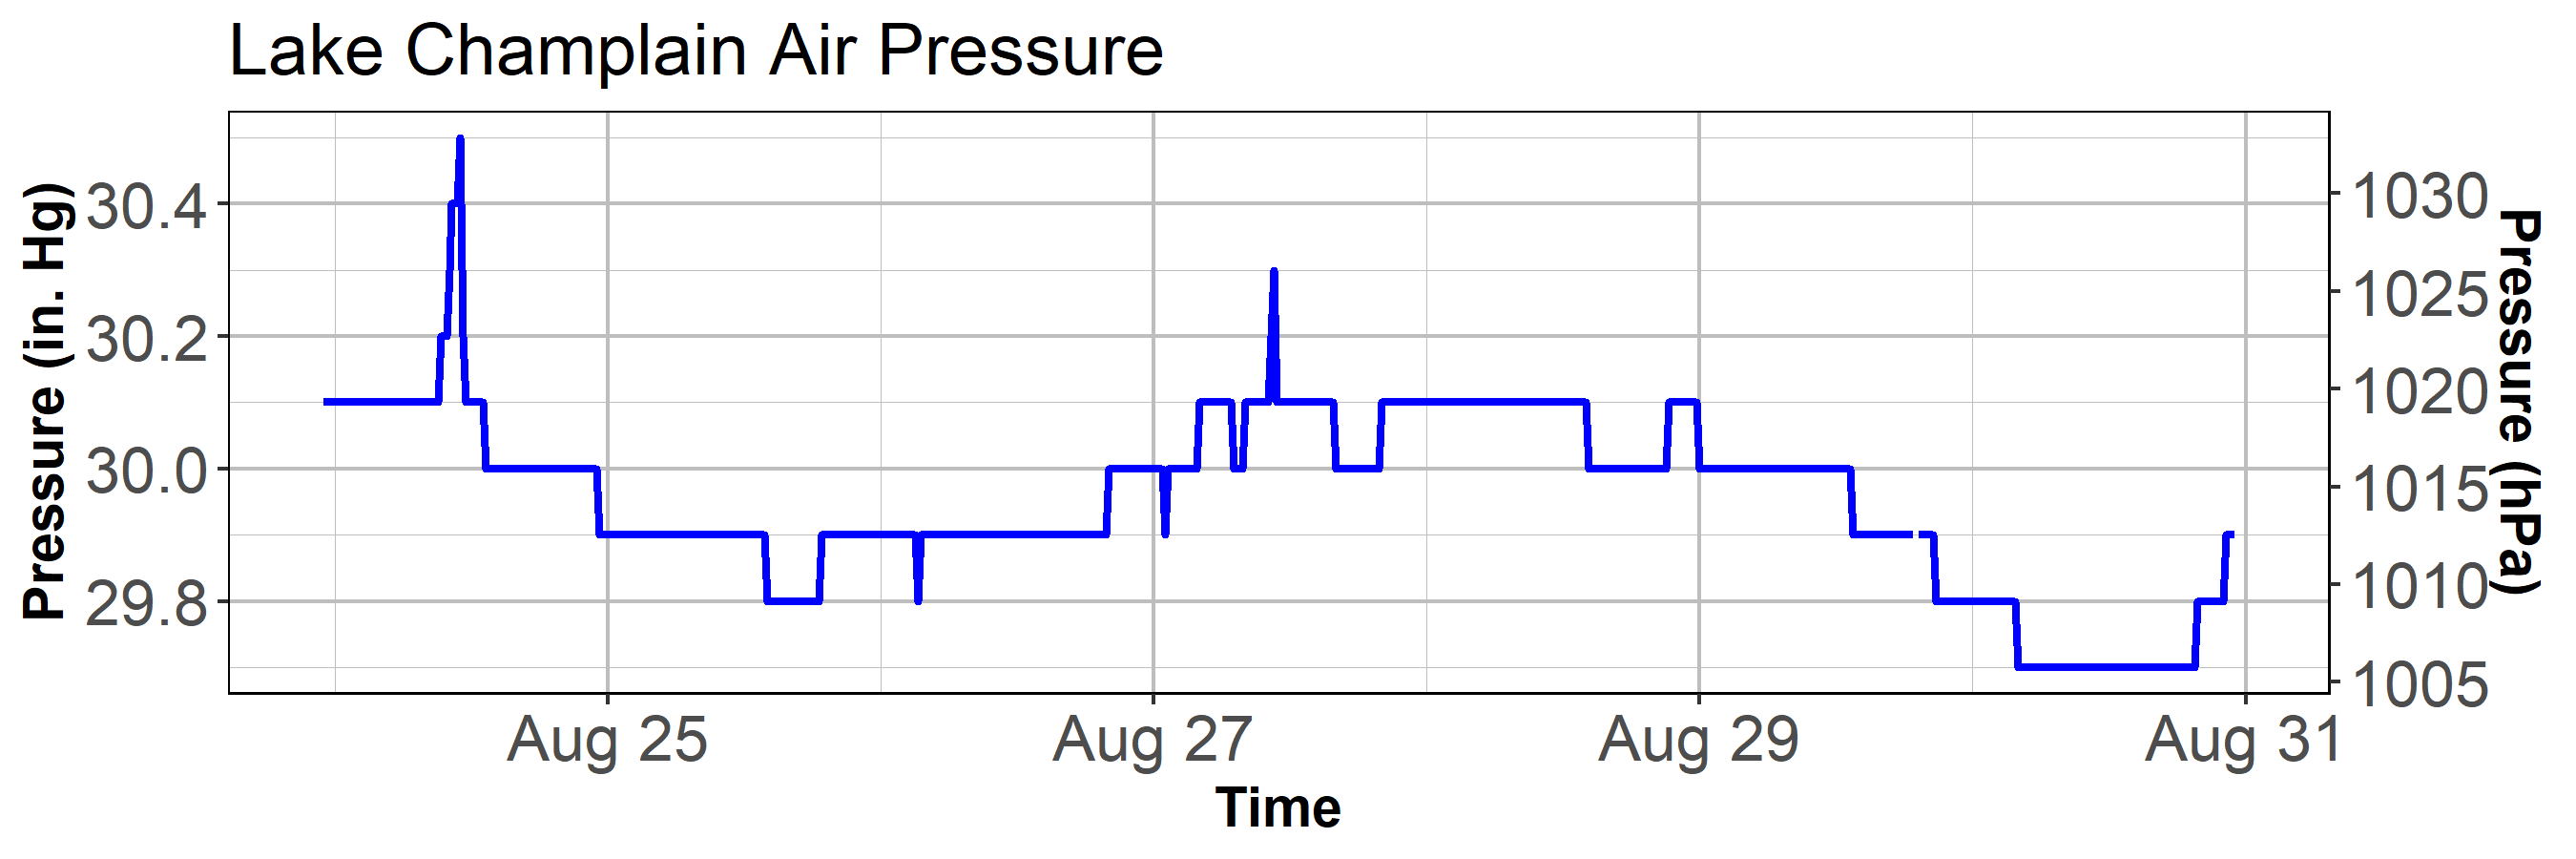 Lake Champlain Air Pressure
Pressure (in. Hg)
30.4
30.2
30.0
29.8
1030
1025
1020
1015
1010
1005
Pressure (hPa)
Aug 25
Aug 27
Aug 29
Aug 31
Time